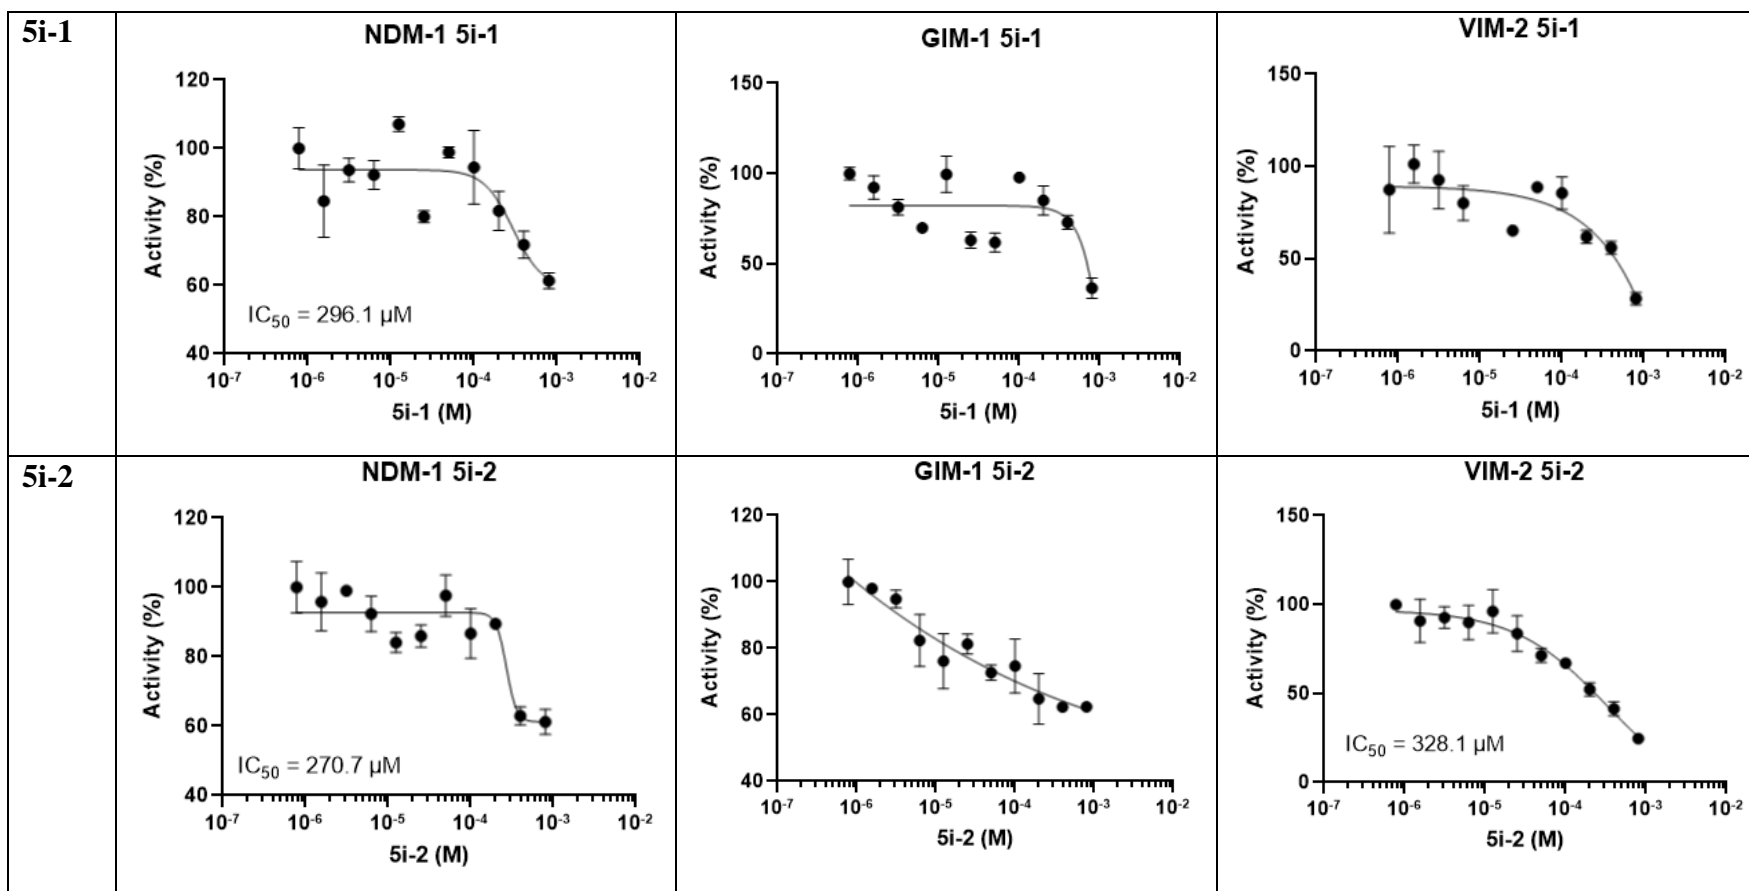 5i-1
NDM-1 5i-1
Activity (%)
120
100
80
60
40
IC₅₀ = 296.1 µM
10⁻⁷ 10⁻⁶ 10⁻⁵ 10⁻⁴ 10⁻³ 10⁻²
5i-1 (M)
GIM-1 5i-1
Activity (%)
150
100
50
0
10⁻⁷ 10⁻⁶ 10⁻⁵ 10⁻⁴ 10⁻³ 10⁻²
5i-1 (M)
VIM-2 5i-1
Activity (%)
150
100
50
0
10⁻⁷ 10⁻⁶ 10⁻⁵ 10⁻⁴ 10⁻³ 10⁻²
5i-1 (M)
5i-2
NDM-1 5i-2
Activity (%)
120
100
80
60
40
IC₅₀ = 270.7 µM
10⁻⁷ 10⁻⁶ 10⁻⁵ 10⁻⁴ 10⁻³ 10⁻²
5i-2 (M)
GIM-1 5i-2
Activity (%)
120
100
80
60
40
10⁻⁷ 10⁻⁶ 10⁻⁵ 10⁻⁴ 10⁻³ 10⁻²
5i-2 (M)
VIM-2 5i-2
Activity (%)
150
100
50
0
IC₅₀ = 328.1 µM
10⁻⁷ 10⁻⁶ 10⁻⁵ 10⁻⁴ 10⁻³ 10⁻²
5i-2 (M)